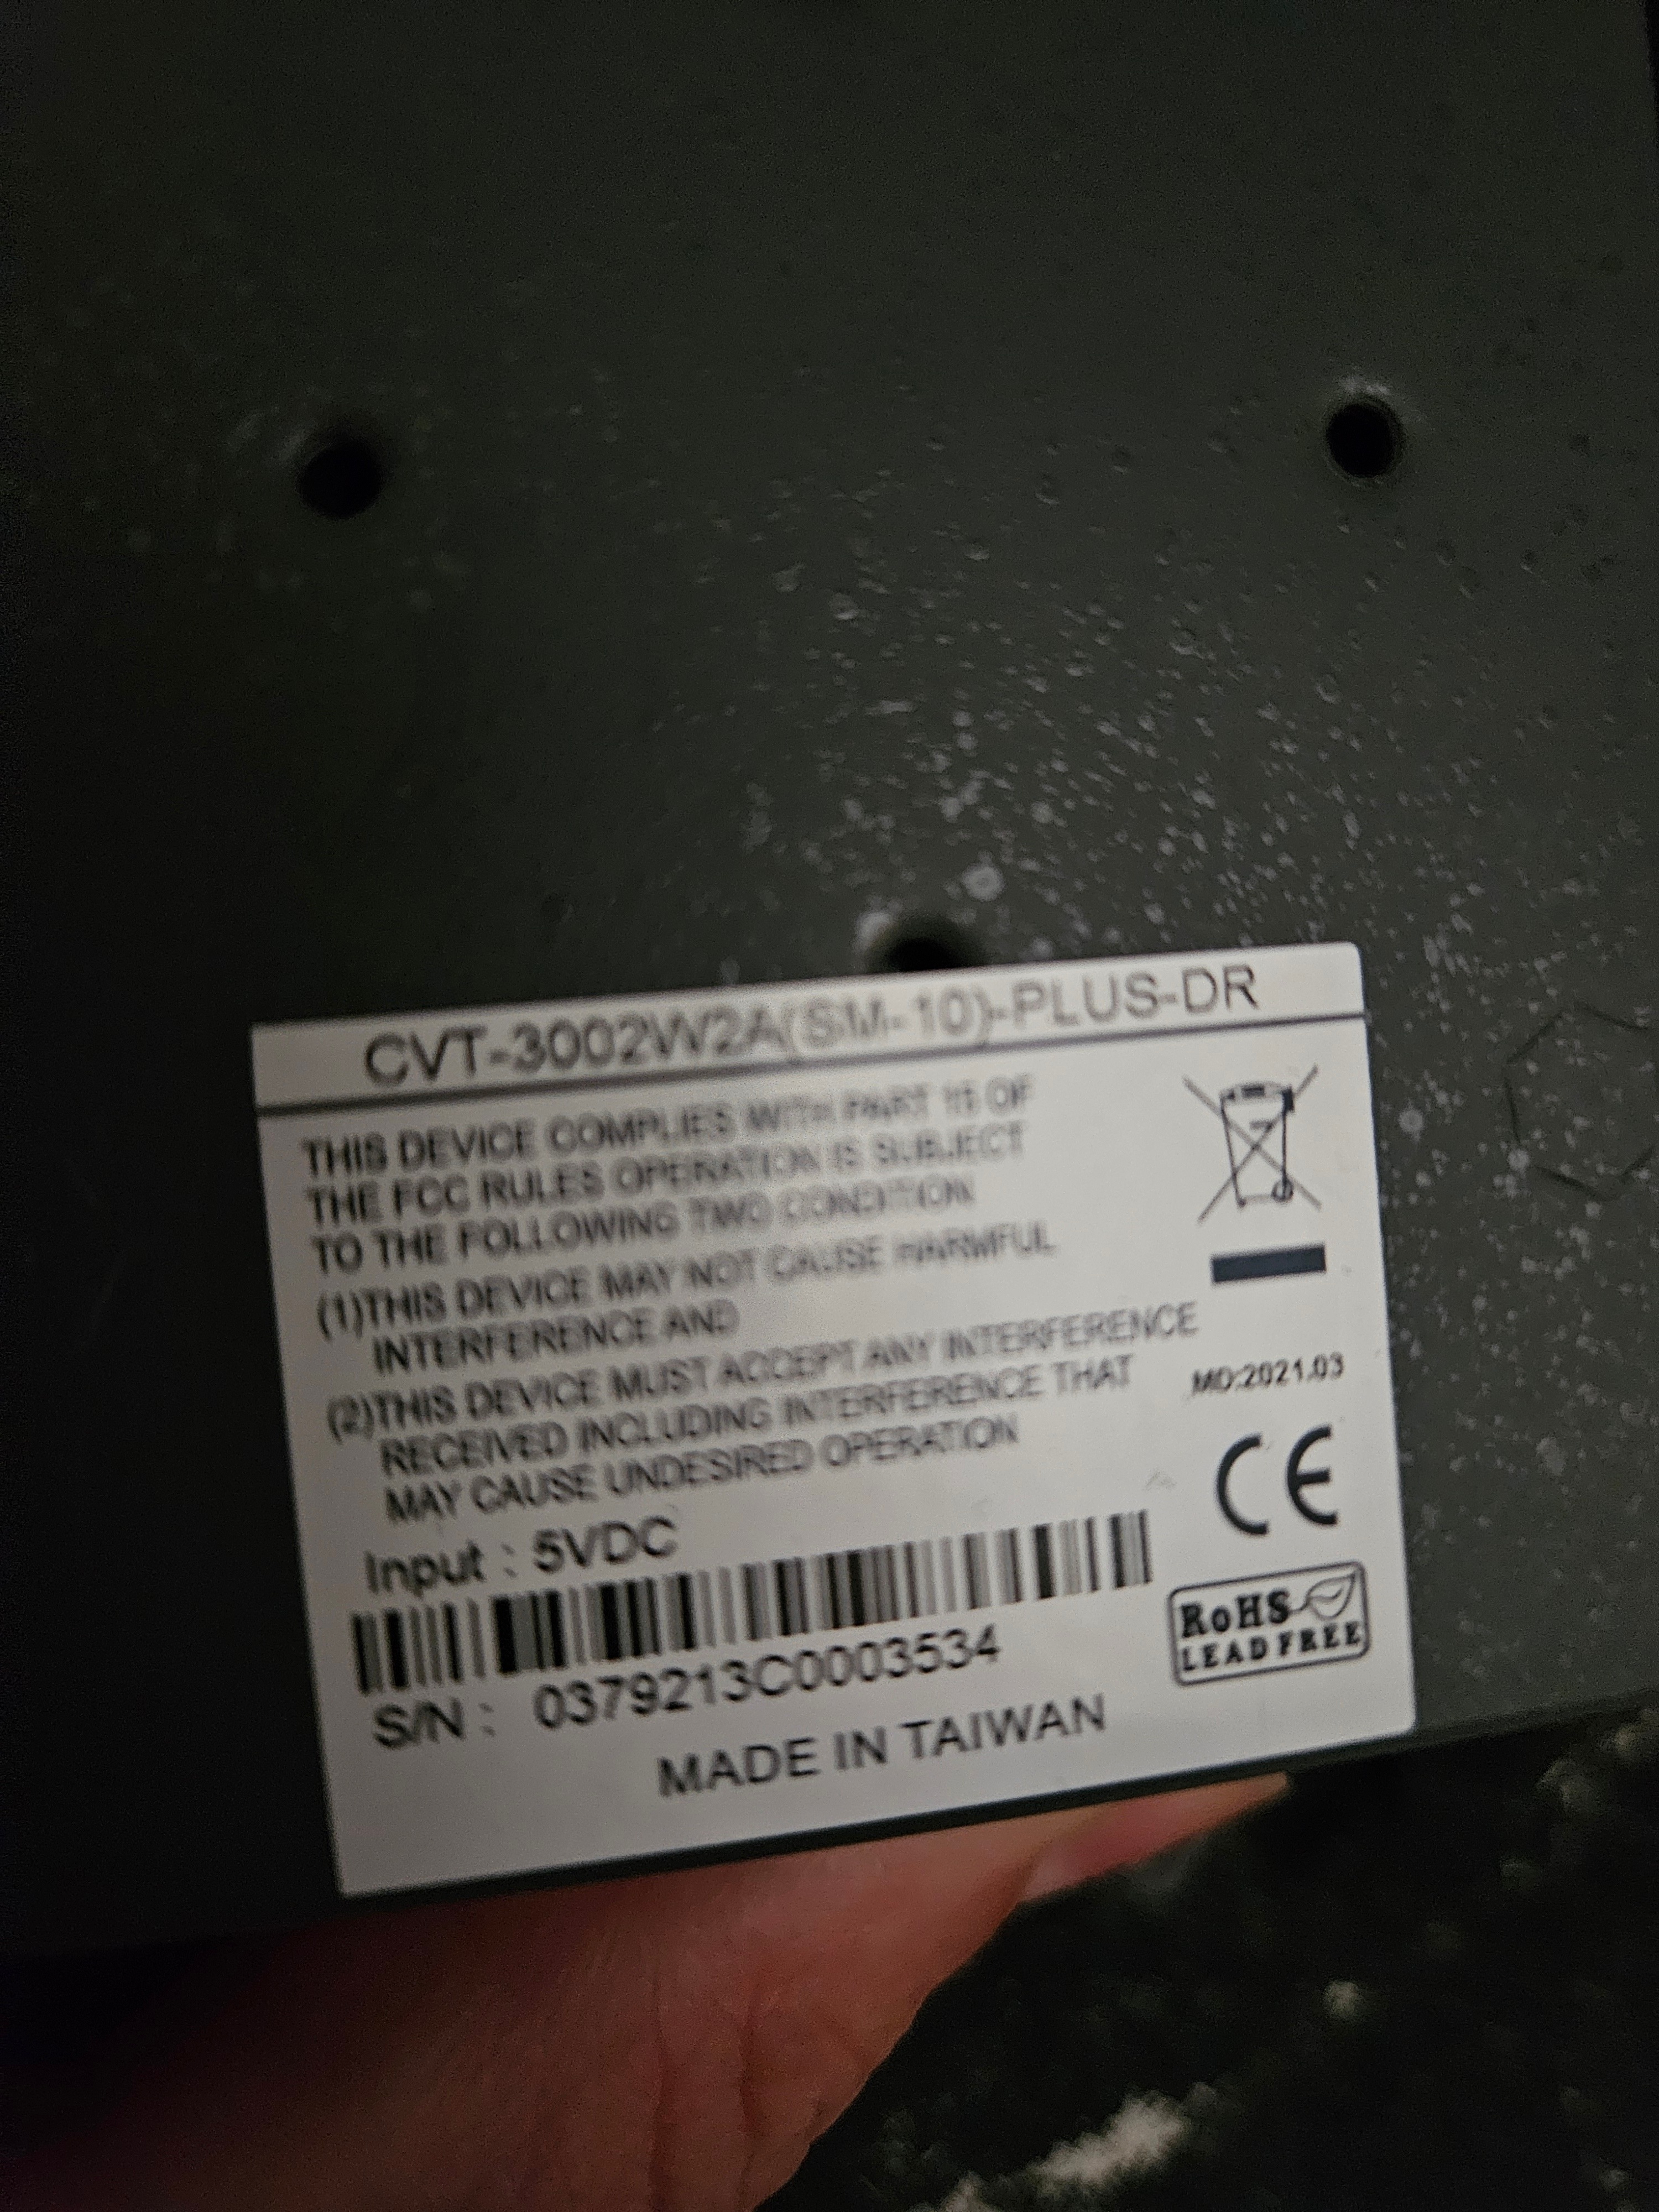 CVT-3002W2A(SM-10)-PLUS-DR
THIS DEVICE COMPLIES WITH PART 15 OF
THE FCC RULES OPERATION IS SUBJECT
TO THE FOLLOWING TWO CONDITION
(1)THIS DEVICE MAY NOT CAUSE HARMFUL
INTERFERENCE AND
(2)THIS DEVICE MUST ACCEPT ANY INTERFERENCE
RECEIVED INCLUDING INTERFERENCE THAT
MAY CAUSE UNDESIRED OPERATION
MD:2021.03
CE
Input : 5VDC
RoHS
LEAD FREE
S/N : 0379213C0003534
MADE IN TAIWAN